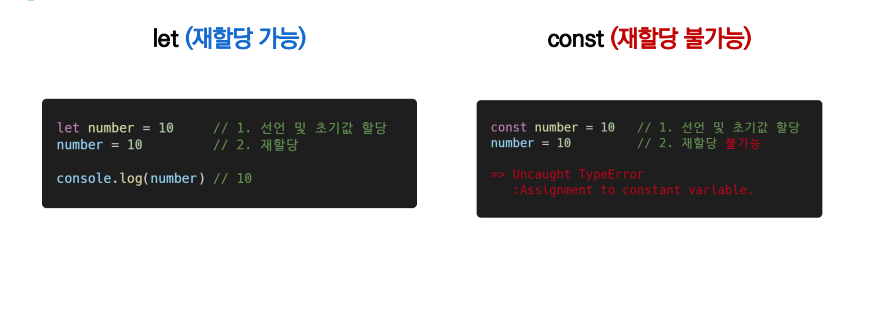 let (재할당 가능)
let number = 10 // 1. 선언 및 초기값 할당
number = 10 // 2. 재할당
console.log(number) // 10
const (재할당 불가능)
const number = 10 // 1. 선언 및 초기값 할당
number = 10 // 2. 재할당 불가능
=> Uncaught TypeError
:Assignment to constant variable.